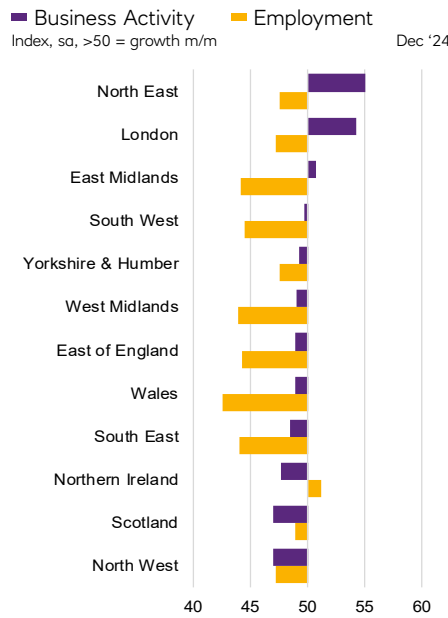 Business Activity Employment
Index, sa, >50 = growth m/m Dec ‘24
North East
London
East Midlands
South West
Yorkshire & Humber
West Midlands
East of England
Wales
South East
Northern Ireland
Scotland
North West
40 45 50 55 60